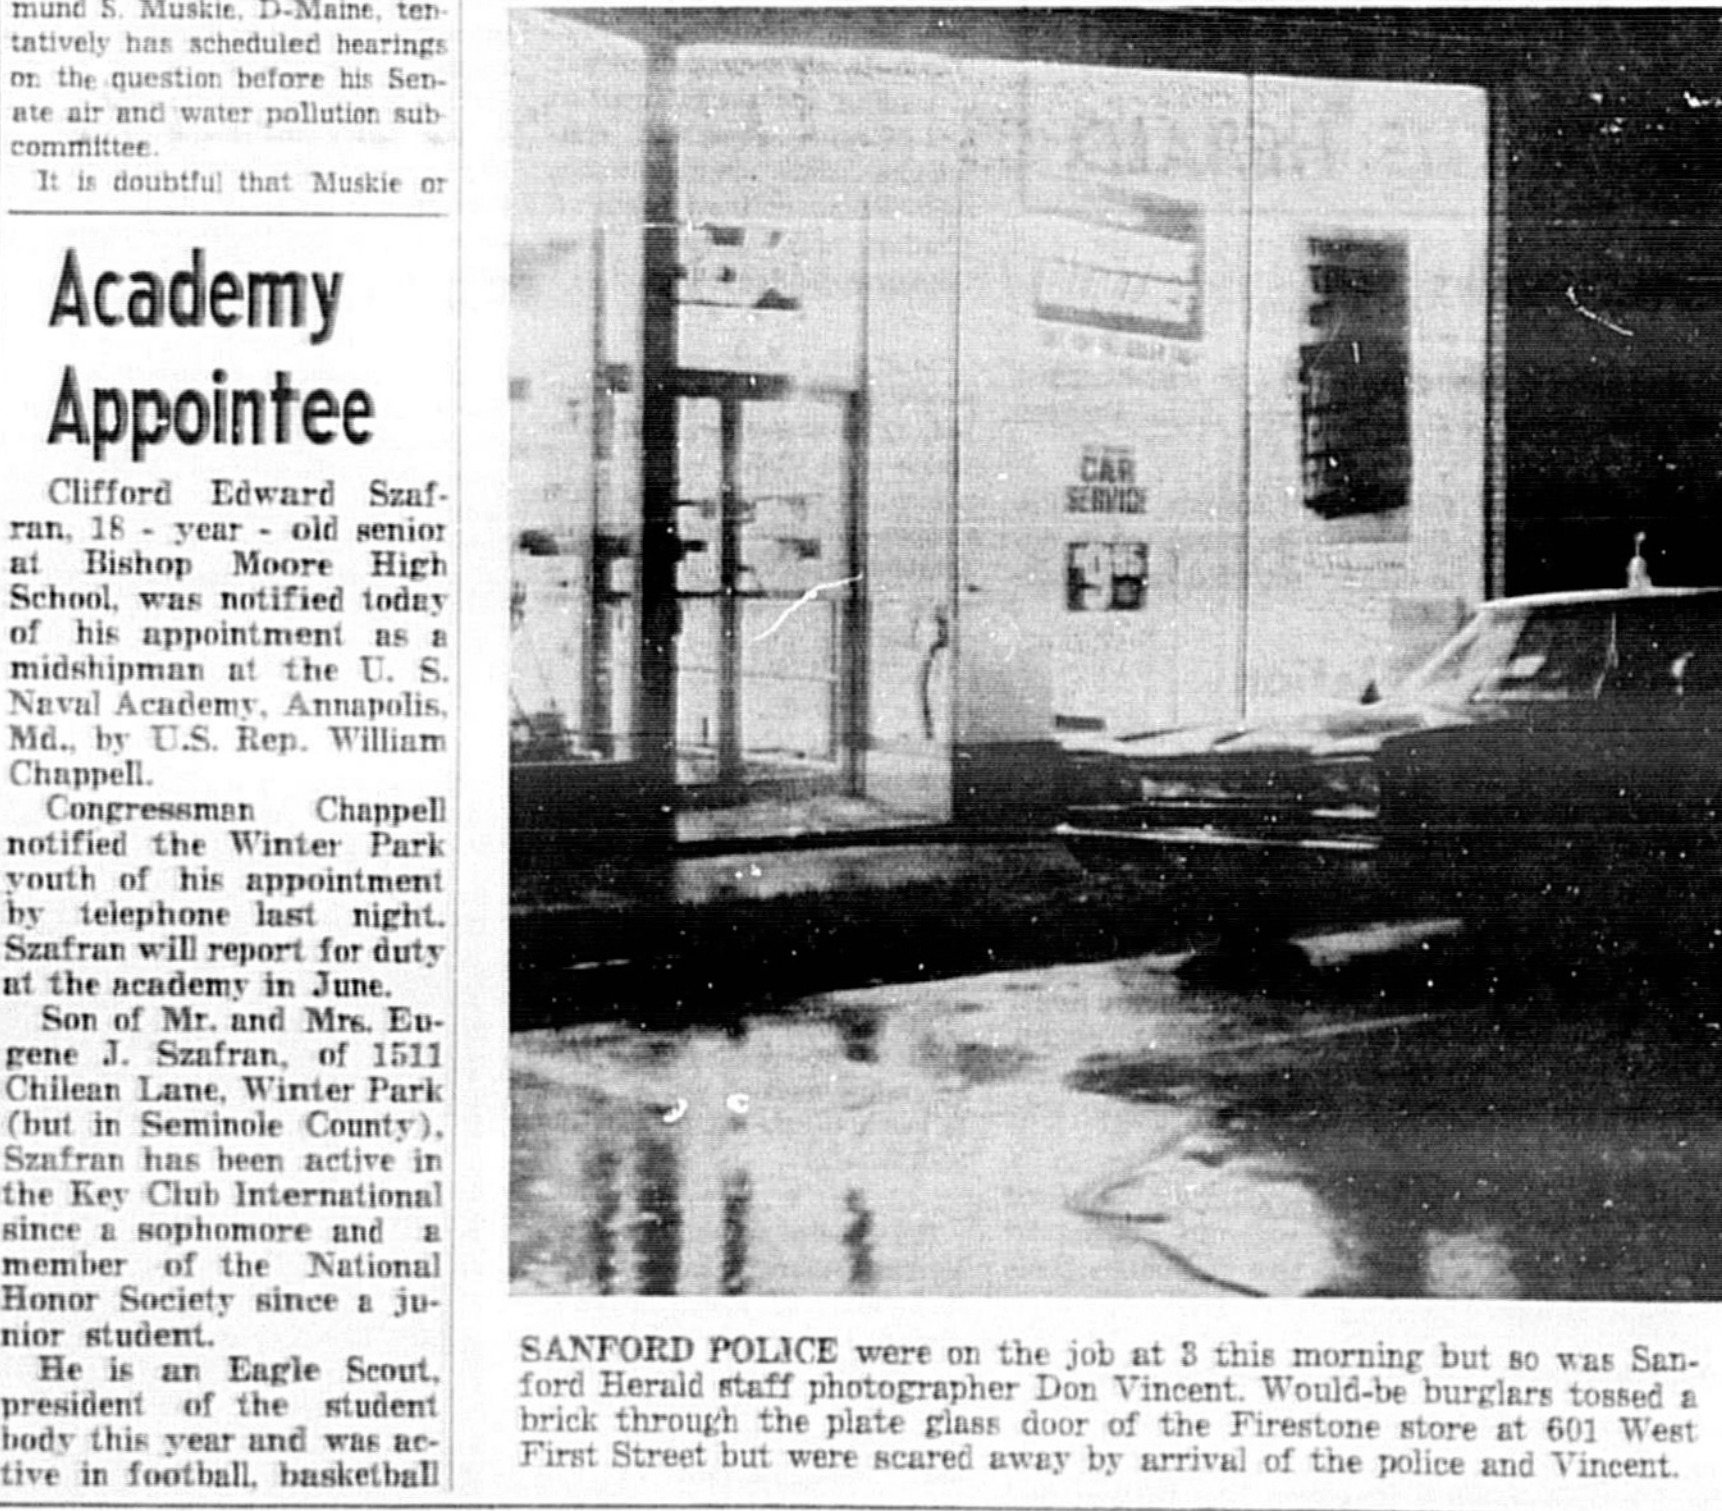 mund S. Muskie, D-Maine, ten-
tatively has scheduled hearings
on the question before his Sen-
ate air and water pollution sub-
committee.
It is doubtful that Muskie or
Academy
Appointee
Clifford Edward Szaf-
ran, 18 - year - old senior
at Bishop Moore High
School, was notified today
of his appointment as a
midshipman at the U. S.
Naval Academy, Annapolis,
Md., by U.S. Rep. William
Chappell.
Congressman Chappell
notified the Winter Park
youth of his appointment
by telephone last night.
Szafran will report for duty
at the academy in June.
Son of Mr. and Mrs. Eu-
gene J. Szafran, of 1511
Chilean Lane, Winter Park
(but in Seminole County),
Szafran has been active in
the Key Club International
since a sophomore and a
member of the National
Honor Society since a ju-
nior student.
He is an Eagle Scout,
president of the student
body this year and was ac-
tive in football, basketball
CAR
SERVICE
SANFORD POLICE were on the job at 3 this morning but so was San-
ford Herald staff photographer Don Vincent. Would-be burglars tossed a
brick through the plate glass door of the Firestone store at 601 West
First Street but were scared away by arrival of the police and Vincent.